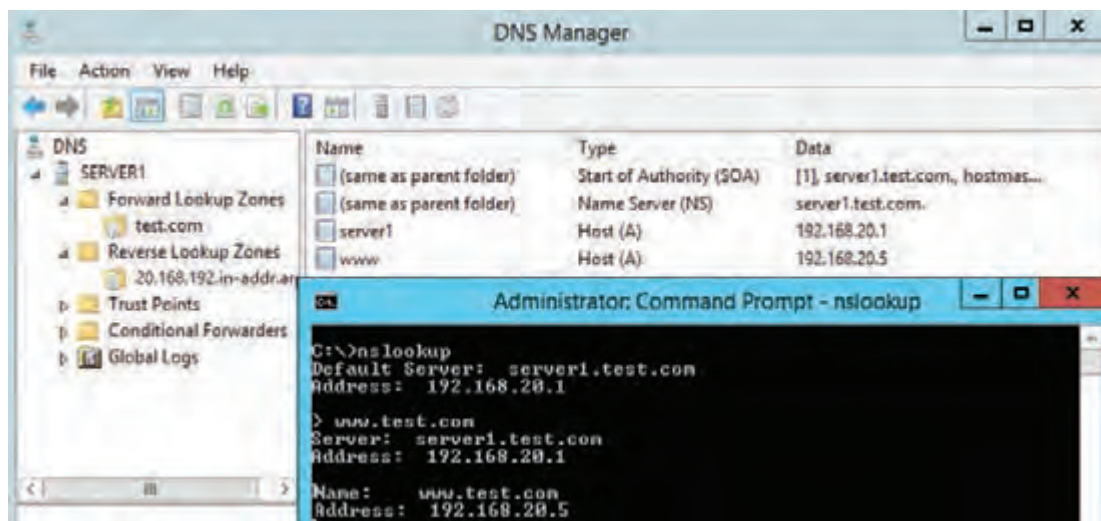 DNS Manager
File Action View Help
DNS
SERVER1
Forward Lookup Zones
test.com
Reverse Lookup Zones
20.168.192.in-addr.arp
Trust Points
Conditional Forwarders
Global Logs
Name Type Data
(same as parent folder) Start of Authority (SOA) [1], server1.test.com., hostmas...
(same as parent folder) Name Server (NS) server1.test.com.
server1 Host (A) 192.168.20.1
www Host (A) 192.168.20.5
Administrator: Command Prompt - nslookup
C:\>nslookup
Default Server: server1.test.com
Address: 192.168.20.1
> www.test.com
Server: server1.test.com
Address: 192.168.20.1
Name: www.test.com
Address: 192.168.20.5